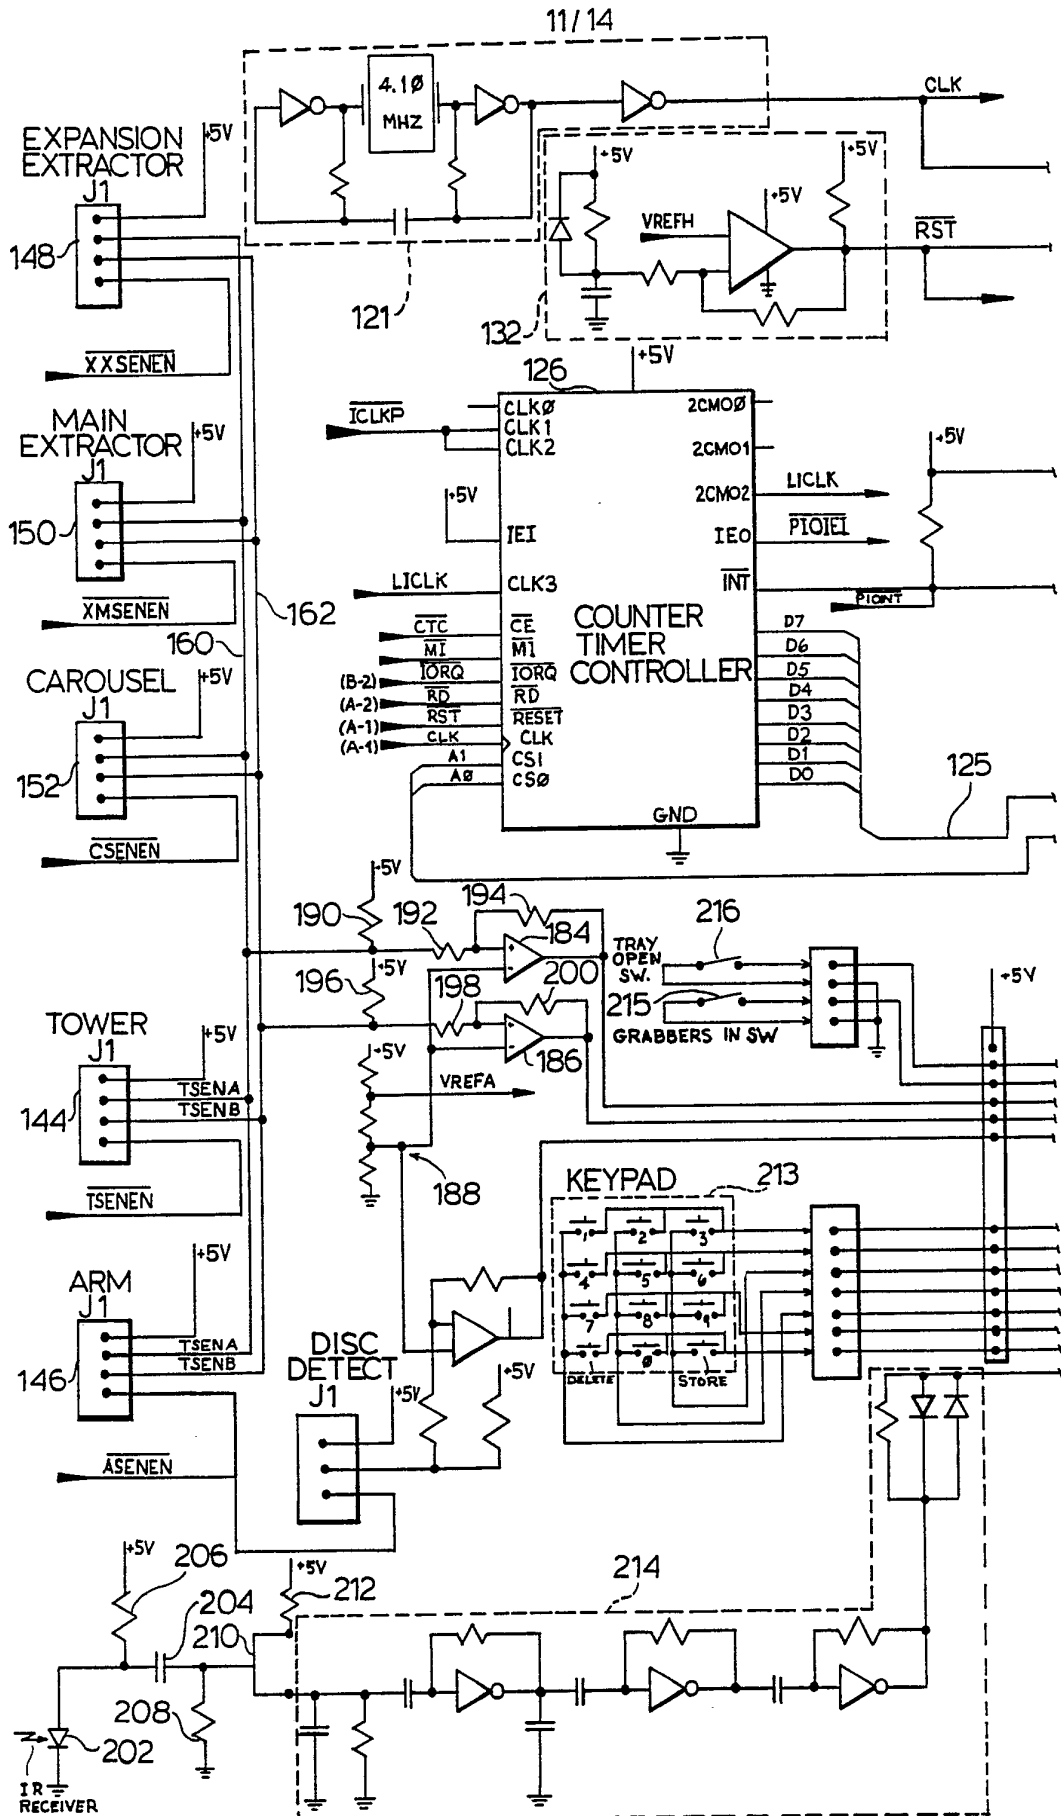 11/14
4.1Ø
MHZ
CLK
EXPANSION
EXTRACTOR
J1
+5V
148
+5V
+5V
+5V
VREFH
RST
121
132
XXSENEN
MAIN
EXTRACTOR
J1
+5V
150
XMSENEN
162
160
+5V
126
ICLKP
CLKØ
CLK1
CLK2
2CMOØ
2CMO1
2CMO2
LICLK
+5V
+5V
IEI
IEO
PIOIEI
LICLK
CLK3
INT
PIOINT
COUNTER
TIMER
CONTROLLER
CTC
CE
MI
M1
(B-2)
IORQ
IORQ
(A-2)
RD
RD
(A-1)
RST
RESET
(A-1)
CLK
CLK
A1
CS1
AØ
CSØ
GND
D7
D6
D5
D4
D3
D2
D1
D0
125
CAROUSEL
J1
+5V
152
CSENEN
+5V
190
192
194
184
+5V
196
198
200
186
+5V
VREFA
188
216
TRAY
OPEN
SW.
215
GRABBERS IN SW
+5V
TOWER
J1
+5V
144
TSENA
TSENB
TSENEN
KEYPAD
213
1
2
3
4
5
6
7
8
9
DELETE
Ø
STORE
ARM
J1
+5V
146
TSENA
TSENB
ASENEN
DISC
DETECT
J1
+5V
+5V
+5V
206
204
210
+5V
212
214
208
202
IR
RECEIVER